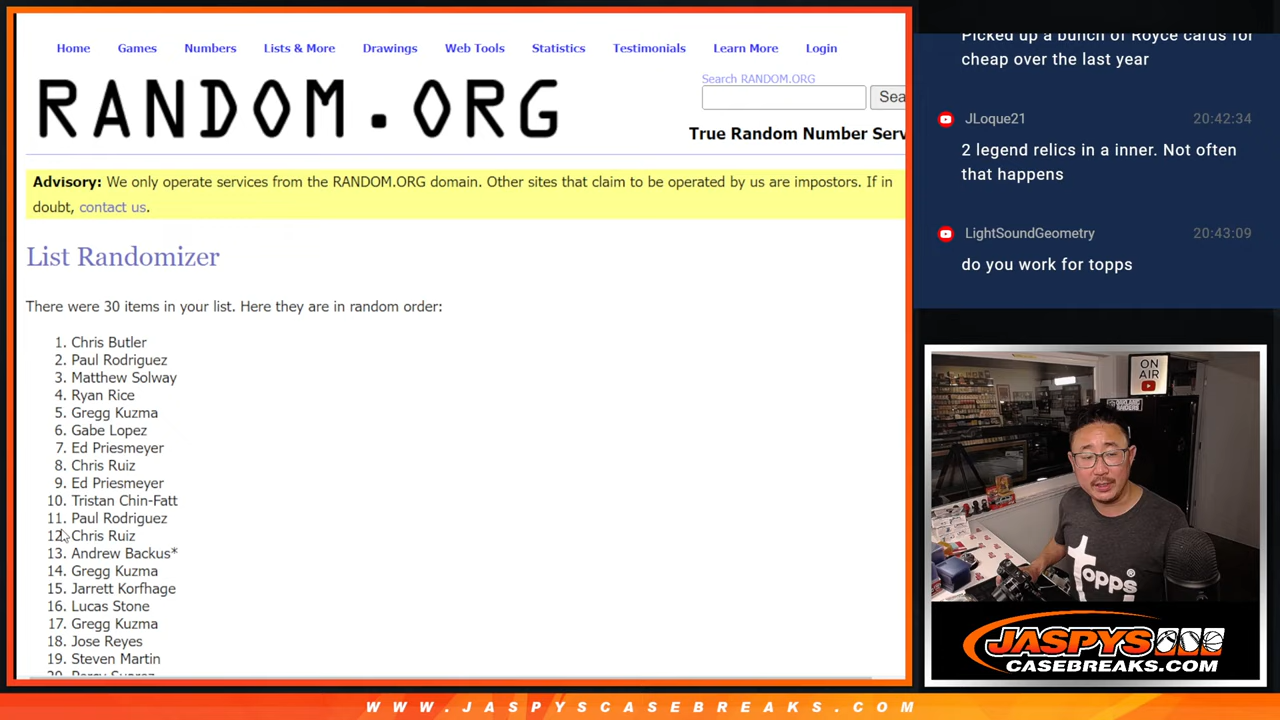 Home Games Numbers Lists & More Drawings Web Tools Statistics Testimonials Learn More Login
RANDOM.ORG
Search RANDOM.ORG
Sea
True Random Number Serv
Advisory: We only operate services from the RANDOM.ORG domain. Other sites that claim to be operated by us are impostors. If in
doubt, contact us.
List Randomizer
There were 30 items in your list. Here they are in random order:
1. Chris Butler
2. Paul Rodriguez
3. Matthew Solway
4. Ryan Rice
5. Gregg Kuzma
6. Gabe Lopez
7. Ed Priesmeyer
8. Chris Ruiz
9. Ed Priesmeyer
10. Tristan Chin-Fatt
11. Paul Rodriguez
12. Chris Ruiz
13. Andrew Backus*
14. Gregg Kuzma
15. Jarrett Korfhage
16. Lucas Stone
17. Gregg Kuzma
18. Jose Reyes
19. Steven Martin
Picked up a bunch of Royce cards for
cheap over the last year
JLoque21 20:42:34
2 legend relics in a inner. Not often
that happens
LightSoundGeometry 20:43:09
do you work for topps
ON
AIR
topps
JASPYS
CASEBREAKS.COM
WWW.JASPYSCASEBREAKS.COM